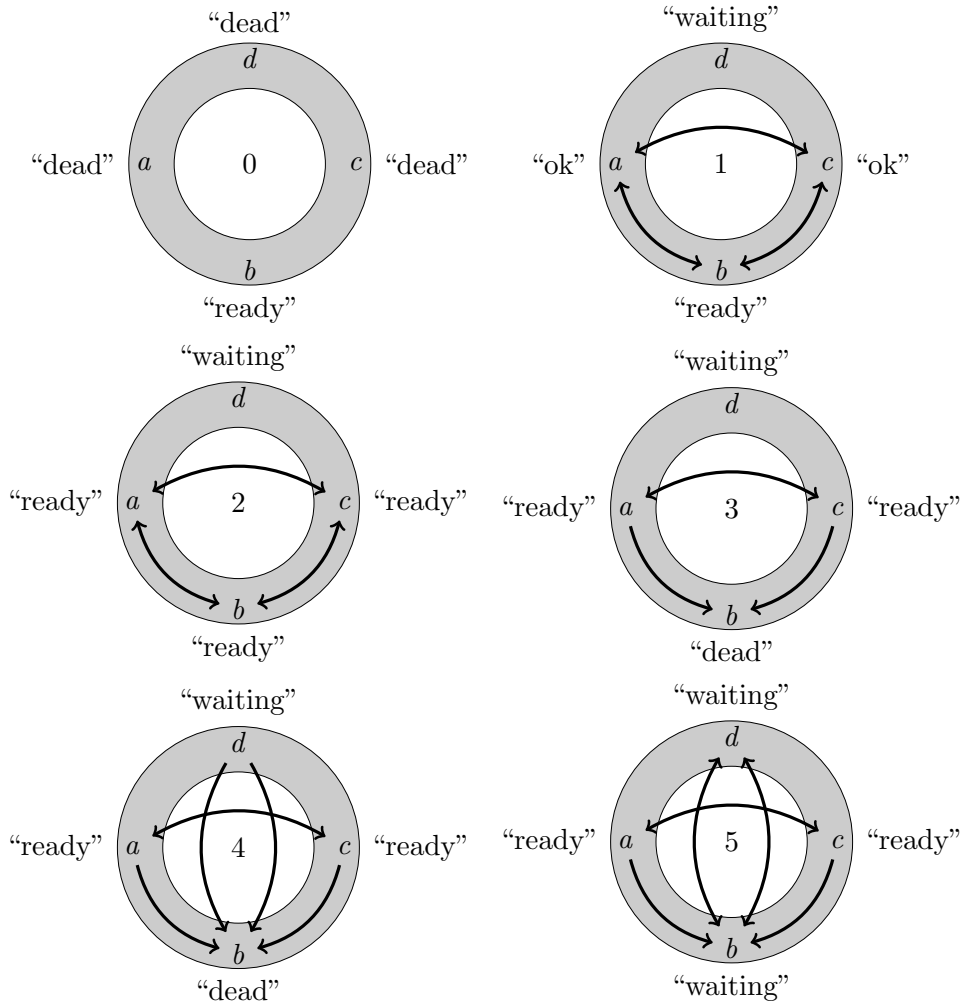 “dead” “waiting”
d d
“dead” a 0 c “dead” “ok” a 1 c “ok”
b b
“ready” “ready”
“waiting” “waiting”
d d
“ready” a 2 c “ready” “ready” a 3 c “ready”
b b
“ready” “dead”
“waiting” “waiting”
d d
“ready” a 4 c “ready” “ready” a 5 c “ready”
b b
“dead” “waiting”